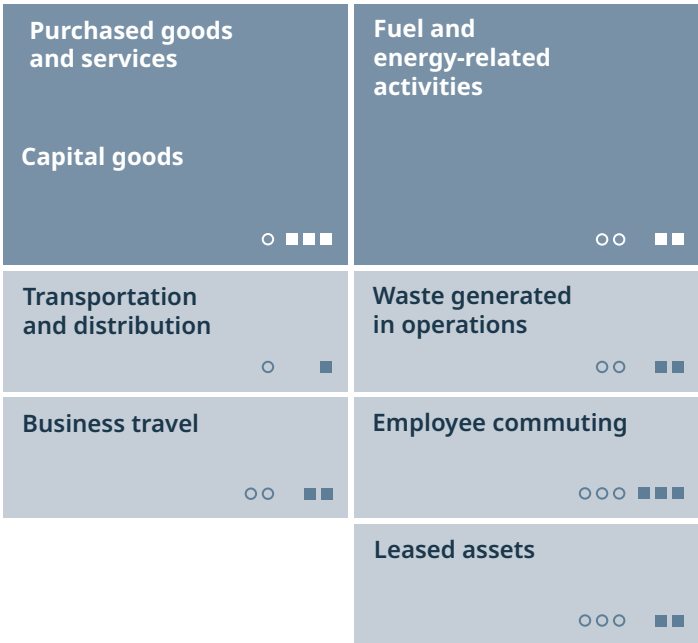 Purchased goods
and services
Capital goods
Fuel and
energy-related
activities
Transportation
and distribution
Waste generated
in operations
Business travel
Employee commuting
Leased assets